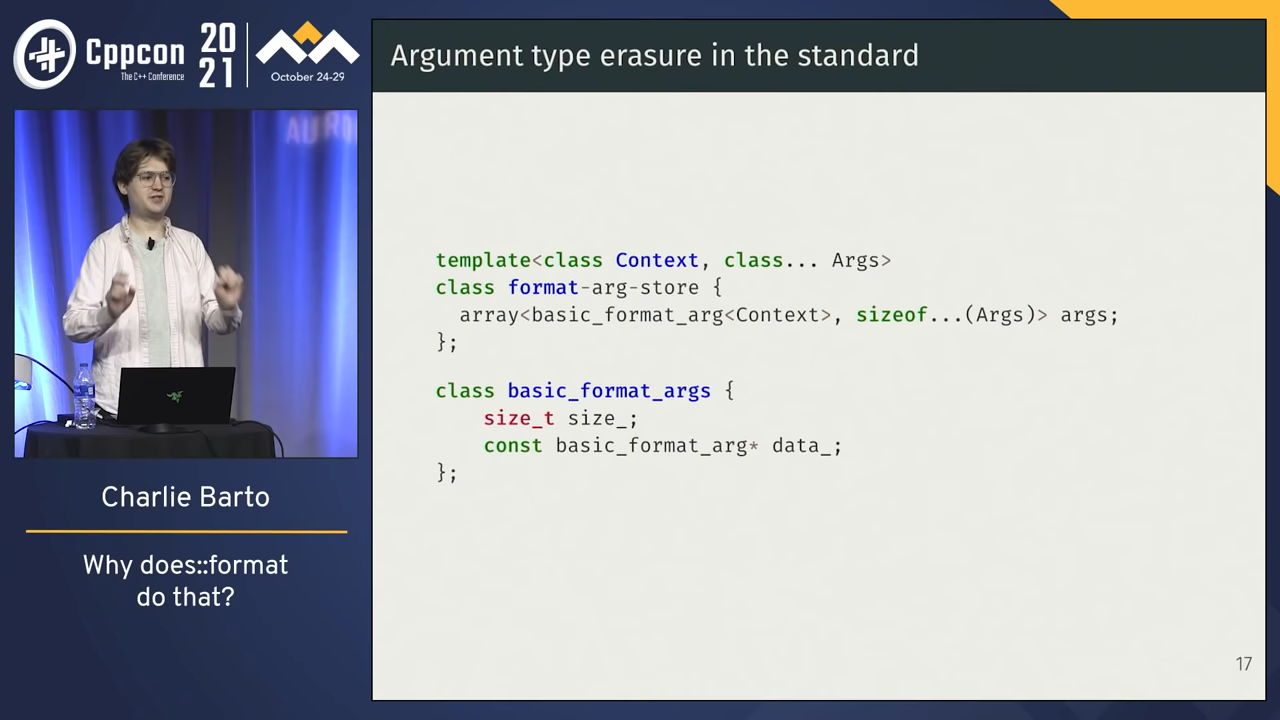 Cppcon
The C++ Conference
20
21
October 24-29
Argument type erasure in the standard
AUR
template<class Context, class... Args>
class format-arg-store {
  array<basic_format_arg<Context>, sizeof...(Args)> args;
};
class basic_format_args {
    size_t size_;
    const basic_format_arg* data_;
};
Charlie Barto
Why does::format
do that?
17